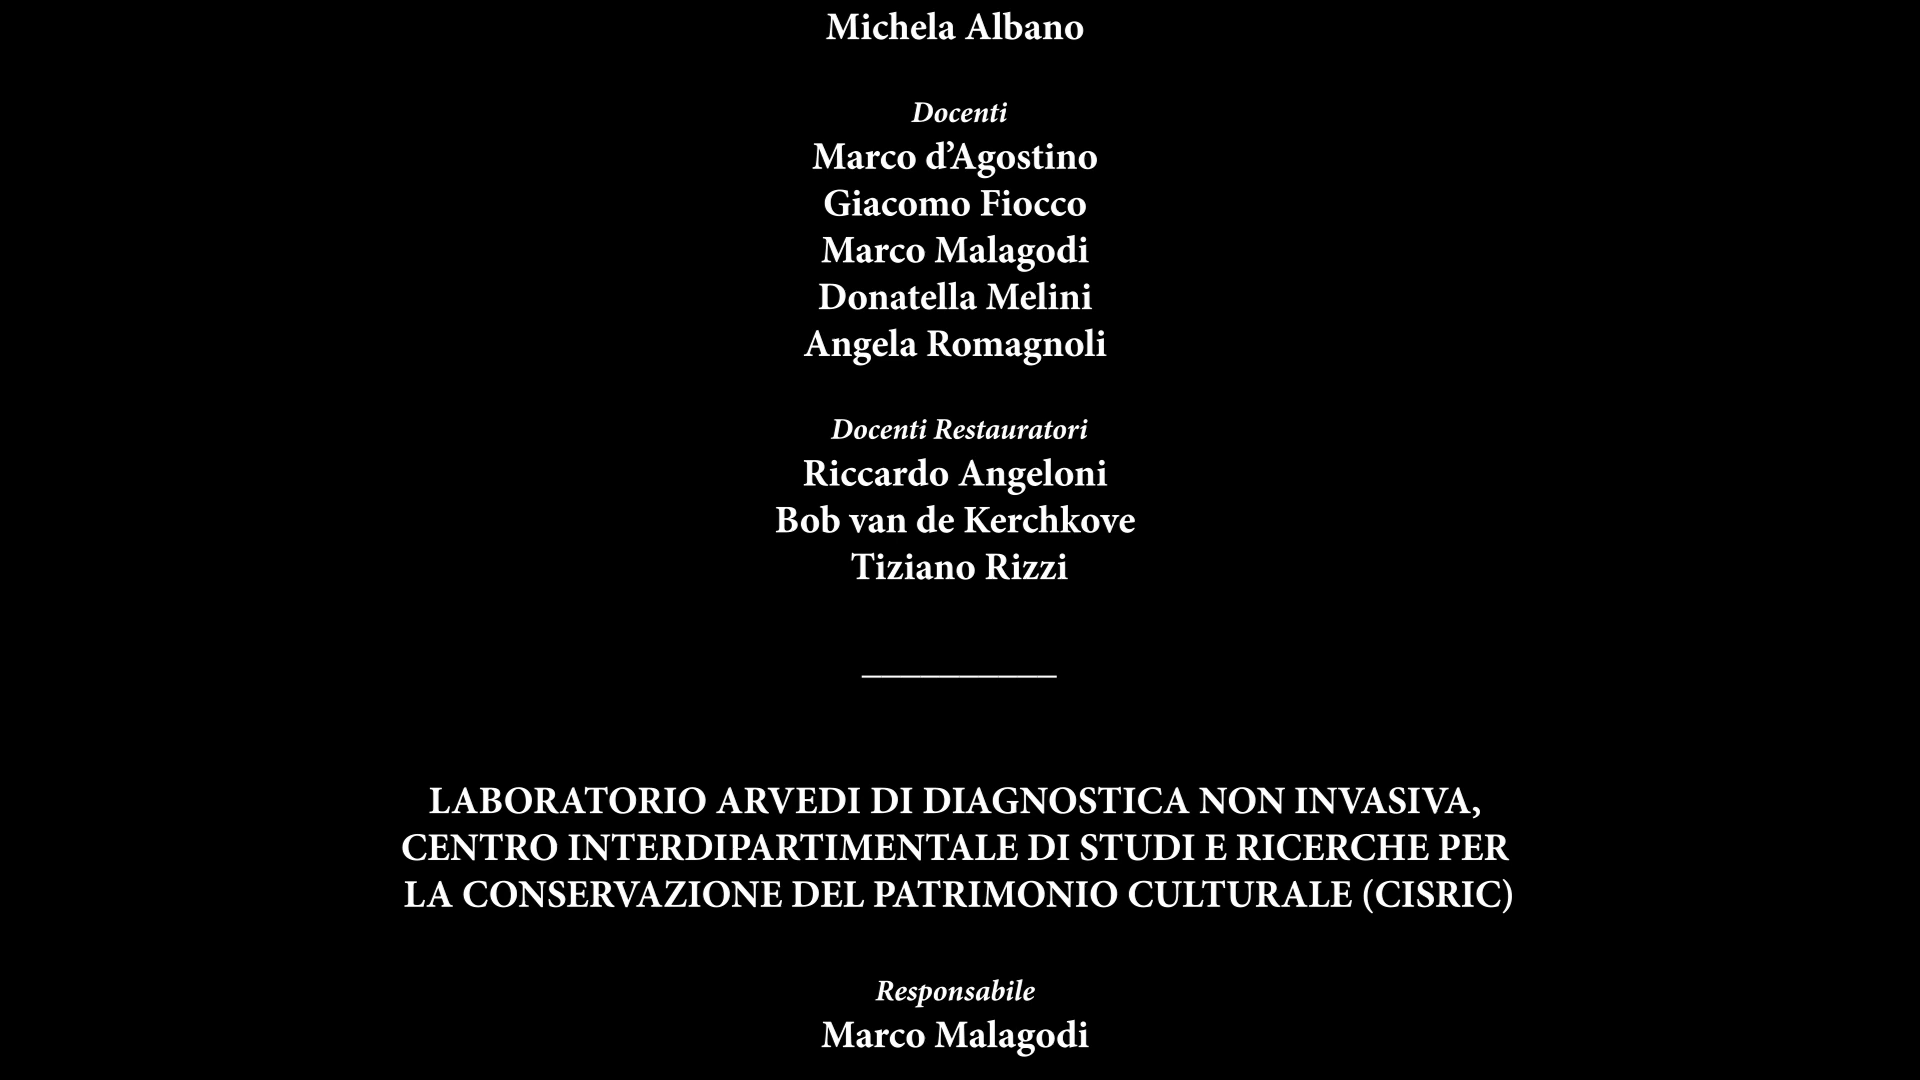 Michela Albano
Docenti
Marco d’Agostino
Giacomo Fiocco
Marco Malagodi
Donatella Melini
Angela Romagnoli
Docenti Restauratori
Riccardo Angeloni
Bob van de Kerchkove
Tiziano Rizzi
LABORATORIO ARVEDI DI DIAGNOSTICA NON INVASIVA,
CENTRO INTERDIPARTIMENTALE DI STUDI E RICERCHE PER
LA CONSERVAZIONE DEL PATRIMONIO CULTURALE (CISRIC)
Responsabile
Marco Malagodi